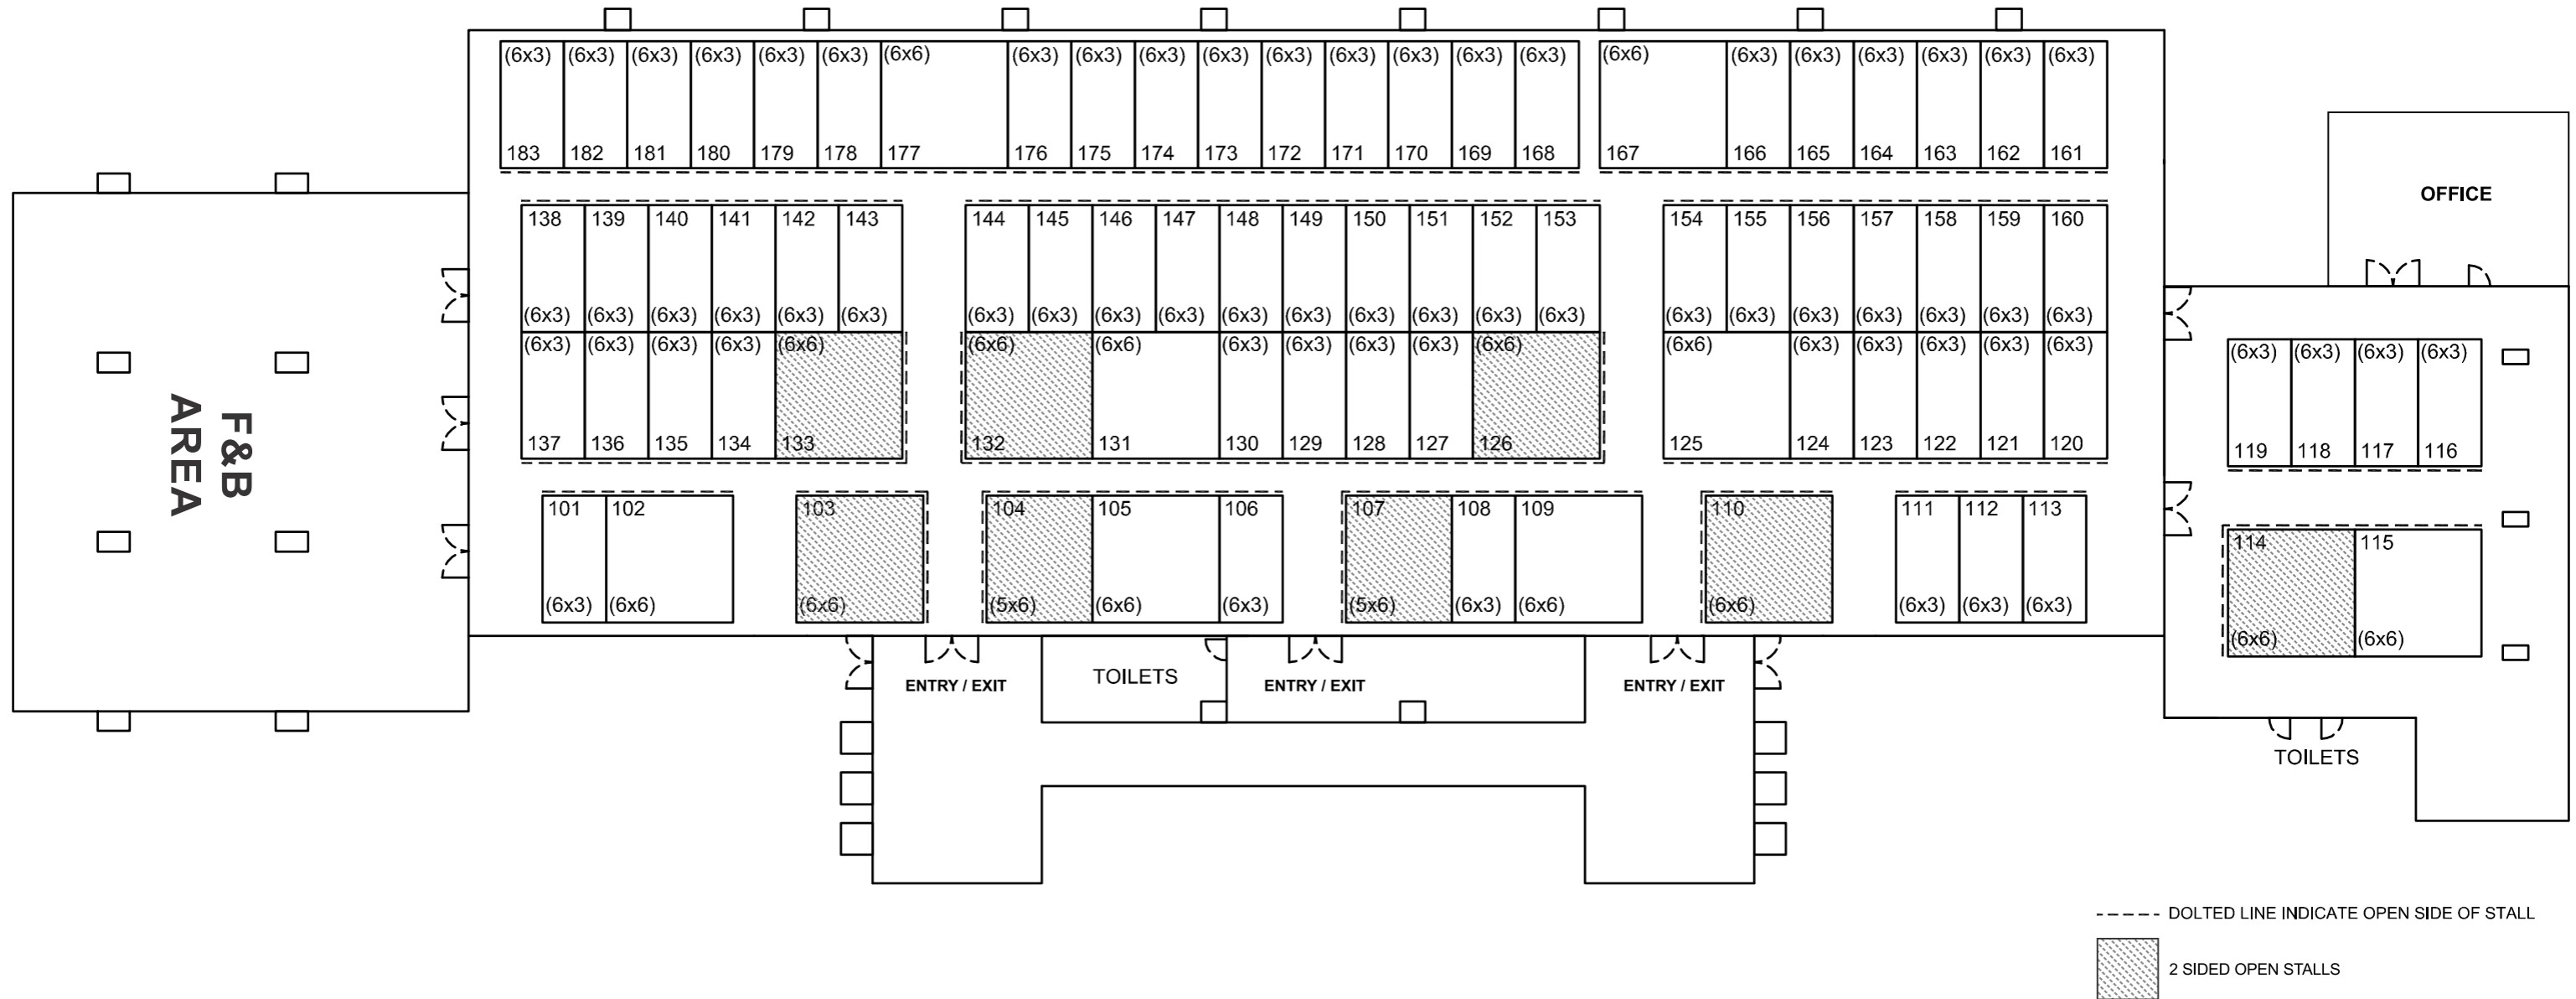 (6x3) (6x3) (6x3) (6x3) (6x3) (6x3) (6x6) (6x3) (6x3) (6x3) (6x3) (6x3) (6x3) (6x3) (6x3) (6x3) (6x6) (6x3) (6x3) (6x3) (6x3) (6x3) (6x3)
183 182 181 180 179 178 177 176 175 174 173 172 171 170 169 168 167 166 165 164 163 162 161
OFFICE
138 139 140 141 142 143 144 145 146 147 148 149 150 151 152 153 154 155 156 157 158 159 160
(6x3) (6x3) (6x3) (6x3) (6x3) (6x3) (6x3) (6x3) (6x3) (6x3) (6x3) (6x3) (6x3) (6x3) (6x3) (6x3) (6x3) (6x3) (6x3) (6x3) (6x3) (6x3) (6x3)
(6x3) (6x3) (6x3) (6x3) (6x6) (6x6) (6x6) (6x3) (6x3) (6x3) (6x3) (6x6) (6x6) (6x3) (6x3) (6x3) (6x3) (6x3)
137 136 135 134 133 132 131 130 129 128 127 126 125 124 123 122 121 120
(6x3) (6x3) (6x3) (6x3)
119 118 117 116
F&B
AREA
101 102 103 104 105 106 107 108 109 110 111 112 113
(6x3) (6x6) (6x6) (5x6) (6x6) (6x3) (5x6) (6x3) (6x6) (6x6) (6x3) (6x3) (6x3)
114 115
(6x6) (6x6)
ENTRY / EXIT
TOILETS
ENTRY / EXIT
ENTRY / EXIT
TOILETS
DOLTED LINE INDICATE OPEN SIDE OF STALL
2 SIDED OPEN STALLS